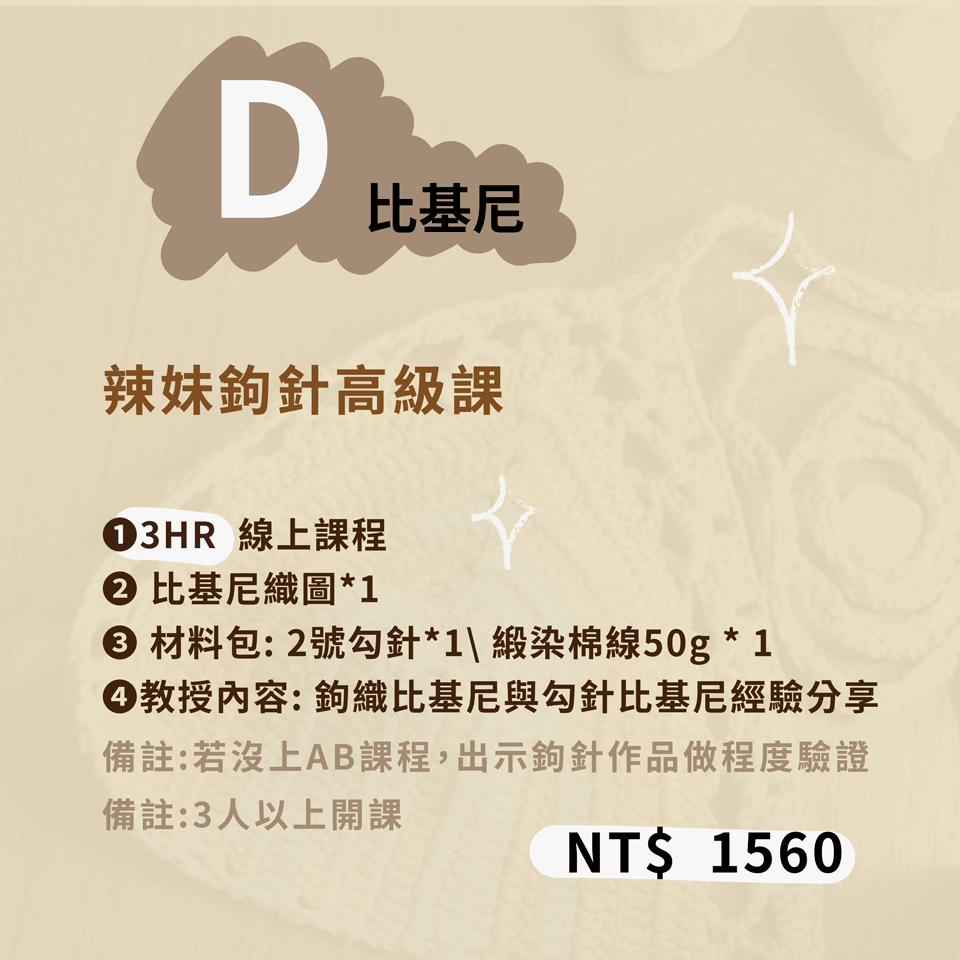 D
比基尼
辣妹鉤針高級課
❶3HR 線上課程
❷ 比基尼織圖*1
❸ 材料包: 2號勾針*1\ 緞染棉線50g * 1
❹教授內容: 鉤織比基尼與勾針比基尼經驗分享
備註:若沒上AB課程，出示鉤針作品做程度驗證
備註:3人以上開課
NT$ 1560